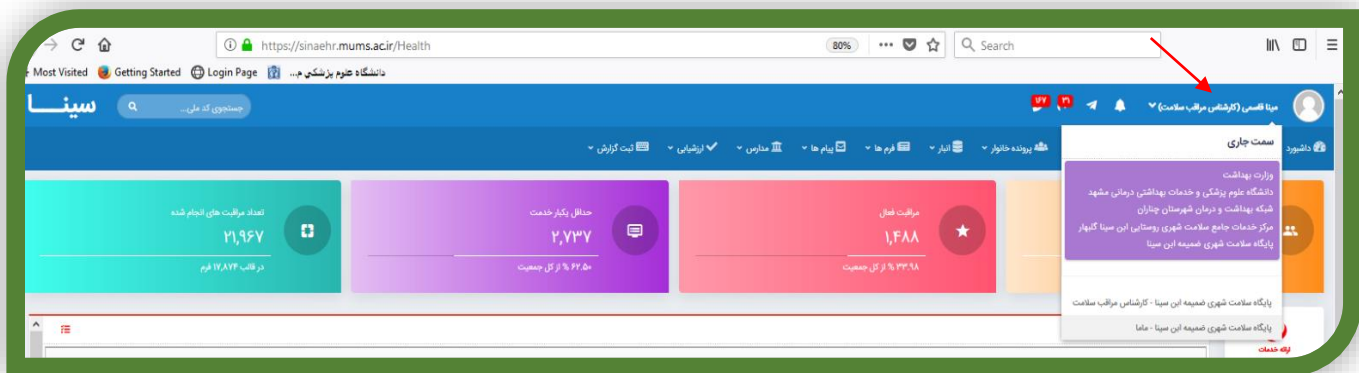 https://sinaehr.mums.ac.ir/Health
80%
Search
Most Visited
Getting Started
Login Page
دانشگاه علوم پزشکی م...
سینا
جستجوی کد ملی...
۱۶۷
۲۱
مینا قاسمی (کارشناس مراقب سلامت)
داشبورد
پرونده خانوار
انبار
فرم ها
پیام ها
مدارس
ارزشیابی
ثبت گزارش
سمت جاری
وزارت بهداشت
دانشگاه علوم پزشکی و خدمات بهداشتی درمانی مشهد
شبکه بهداشت و درمان شهرستان چناران
مرکز خدمات جامع سلامت شهری روستایی ابن سینا گلبهار
پایگاه سلامت شهری ضمیمه ابن سینا
پایگاه سلامت شهری ضمیمه ابن سینا - کارشناس مراقب سلامت
پایگاه سلامت شهری ضمیمه ابن سینا - ماما
مراقبت فعال
۱,۴۸۸
۳۳.۹۸ % از کل جمعیت
حداقل یکبار خدمت
۲,۷۳۷
۶۲.۵۰ % از کل جمعیت
تعداد مراقبت های انجام شده
۲۱,۹۶۷
در قالب ۱۷,۸۷۴ فرم
ارائه خدمات